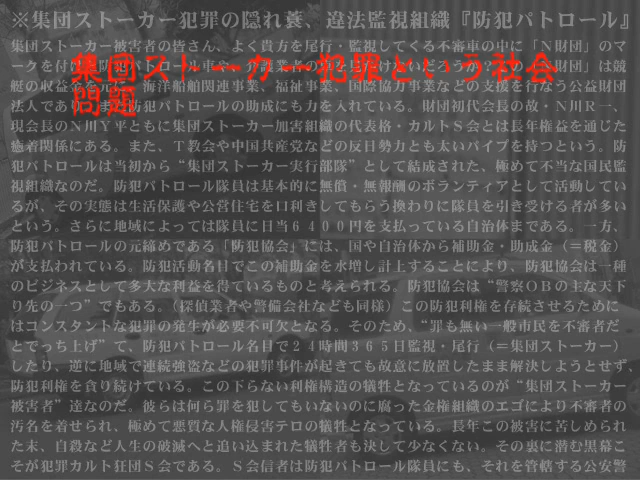 ※集団ストーカー犯罪の隠れ蓑、違法監視組織『防犯パトロール』
集団ストーカー犯罪という社会
問題
集団ストーカー被害者の皆さん、よく貴方を尾行・監視してくる不審車の中に「N財団」のマ
ークを付けた防犯パトロール車や、介護業者の
艇の収益金を元に、海洋船舶関連事業、福祉事業、国際協力事業などの支援を行なう公益財団
法人であり、また防犯パトロールの助成にも力を入れている。財団初代会長の故・N川R一、
現会長のN川Y平ともに集団ストーカー加害組織の代表格・カルトS会とは長年権益を通じた
癒着関係にある。また、T教会や中国共産党などの反日勢力とも太いパイプを持つという。防
犯パトロールは当初から“集団ストーカー実行部隊”として結成された、極めて不当な国民監
視組織なのだ。防犯パトロール隊員は基本的に無償・無報酬のボランティアとして活動してい
るが、その実態は生活保護や公営住宅を口利きしてもらう換わりに隊員を引き受ける者が多い
という。さらに地域によっては隊員に日当6400円を支払っている自治体まである。一方、
防犯パトロールの元締めである「防犯協会」には、国や自治体から補助金・助成金(=税金)
が支払われている。防犯活動名目でこの補助金を水増し計上することにより、防犯協会は一種
のビジネスとして多大な利益を得ているものと考えられる。防犯協会は“警察OBの主な天下
り先の一つ”でもある。(探偵業者や警備会社なども同様)この防犯利権を存続させるために
はコンスタントな犯罪の発生が必要不可欠となる。そのため、“罪も無い一般市民を不審者だ
とでっち上げ”て、防犯パトロール名目で24時間365日監視・尾行(=集団ストーカー)
したり、逆に地域で連続強盗などの犯罪事件が起きても故意に放置したまま解決しようとせず、
防犯利権を貪り続けている。この下らない利権構造の犠牲となっているのが“集団ストーカー
被害者”達なのだ。彼らは何ら罪を犯してもいないのに腐った金権組織のエゴにより不審者の
汚名を着せられ、極めて悪質な人権侵害テロの犠牲となっている。長年この被害に苦しめられ
た末、自殺など人生の破滅へと追い込まれた犠牲者も決して少なくない。その裏に潜む黒幕こ
そが犯罪カルト狂団S会である。S会信者は防犯パトロール隊員にも、それを管轄する公安警